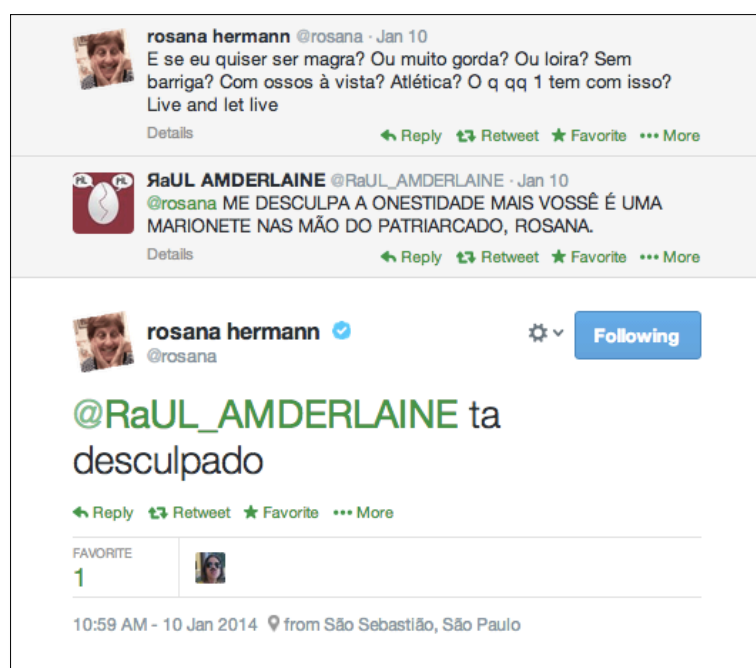 rosana hermann @rosana · Jan 10
E se eu quiser ser magra? Ou muito gorda? Ou loira? Sem
barriga? Com ossos à vista? Atlética? O q qq 1 tem com isso?
Live and let live
Details Reply Retweet Favorite More
ЯaUL AMDERLAINE @RaUL_AMDERLAINE · Jan 10
@rosana ME DESCULPA A ONESTIDADE MAIS VOSSÊ É UMA
MARIONETE NAS MÃO DO PATRIARCADO, ROSANA.
Details Reply Retweet Favorite More
rosana hermann Following
@rosana
@RaUL_AMDERLAINE ta
desculpado
Reply Retweet Favorite More
FAVORITE
1
10:59 AM - 10 Jan 2014 from São Sebastião, São Paulo